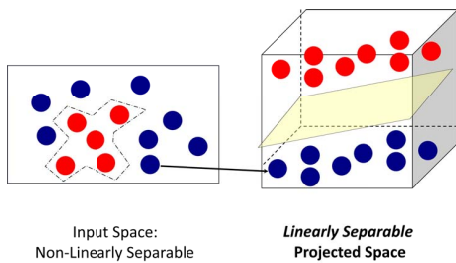 Input Space:
Non-Linearly Separable
Linearly Separable
Projected Space